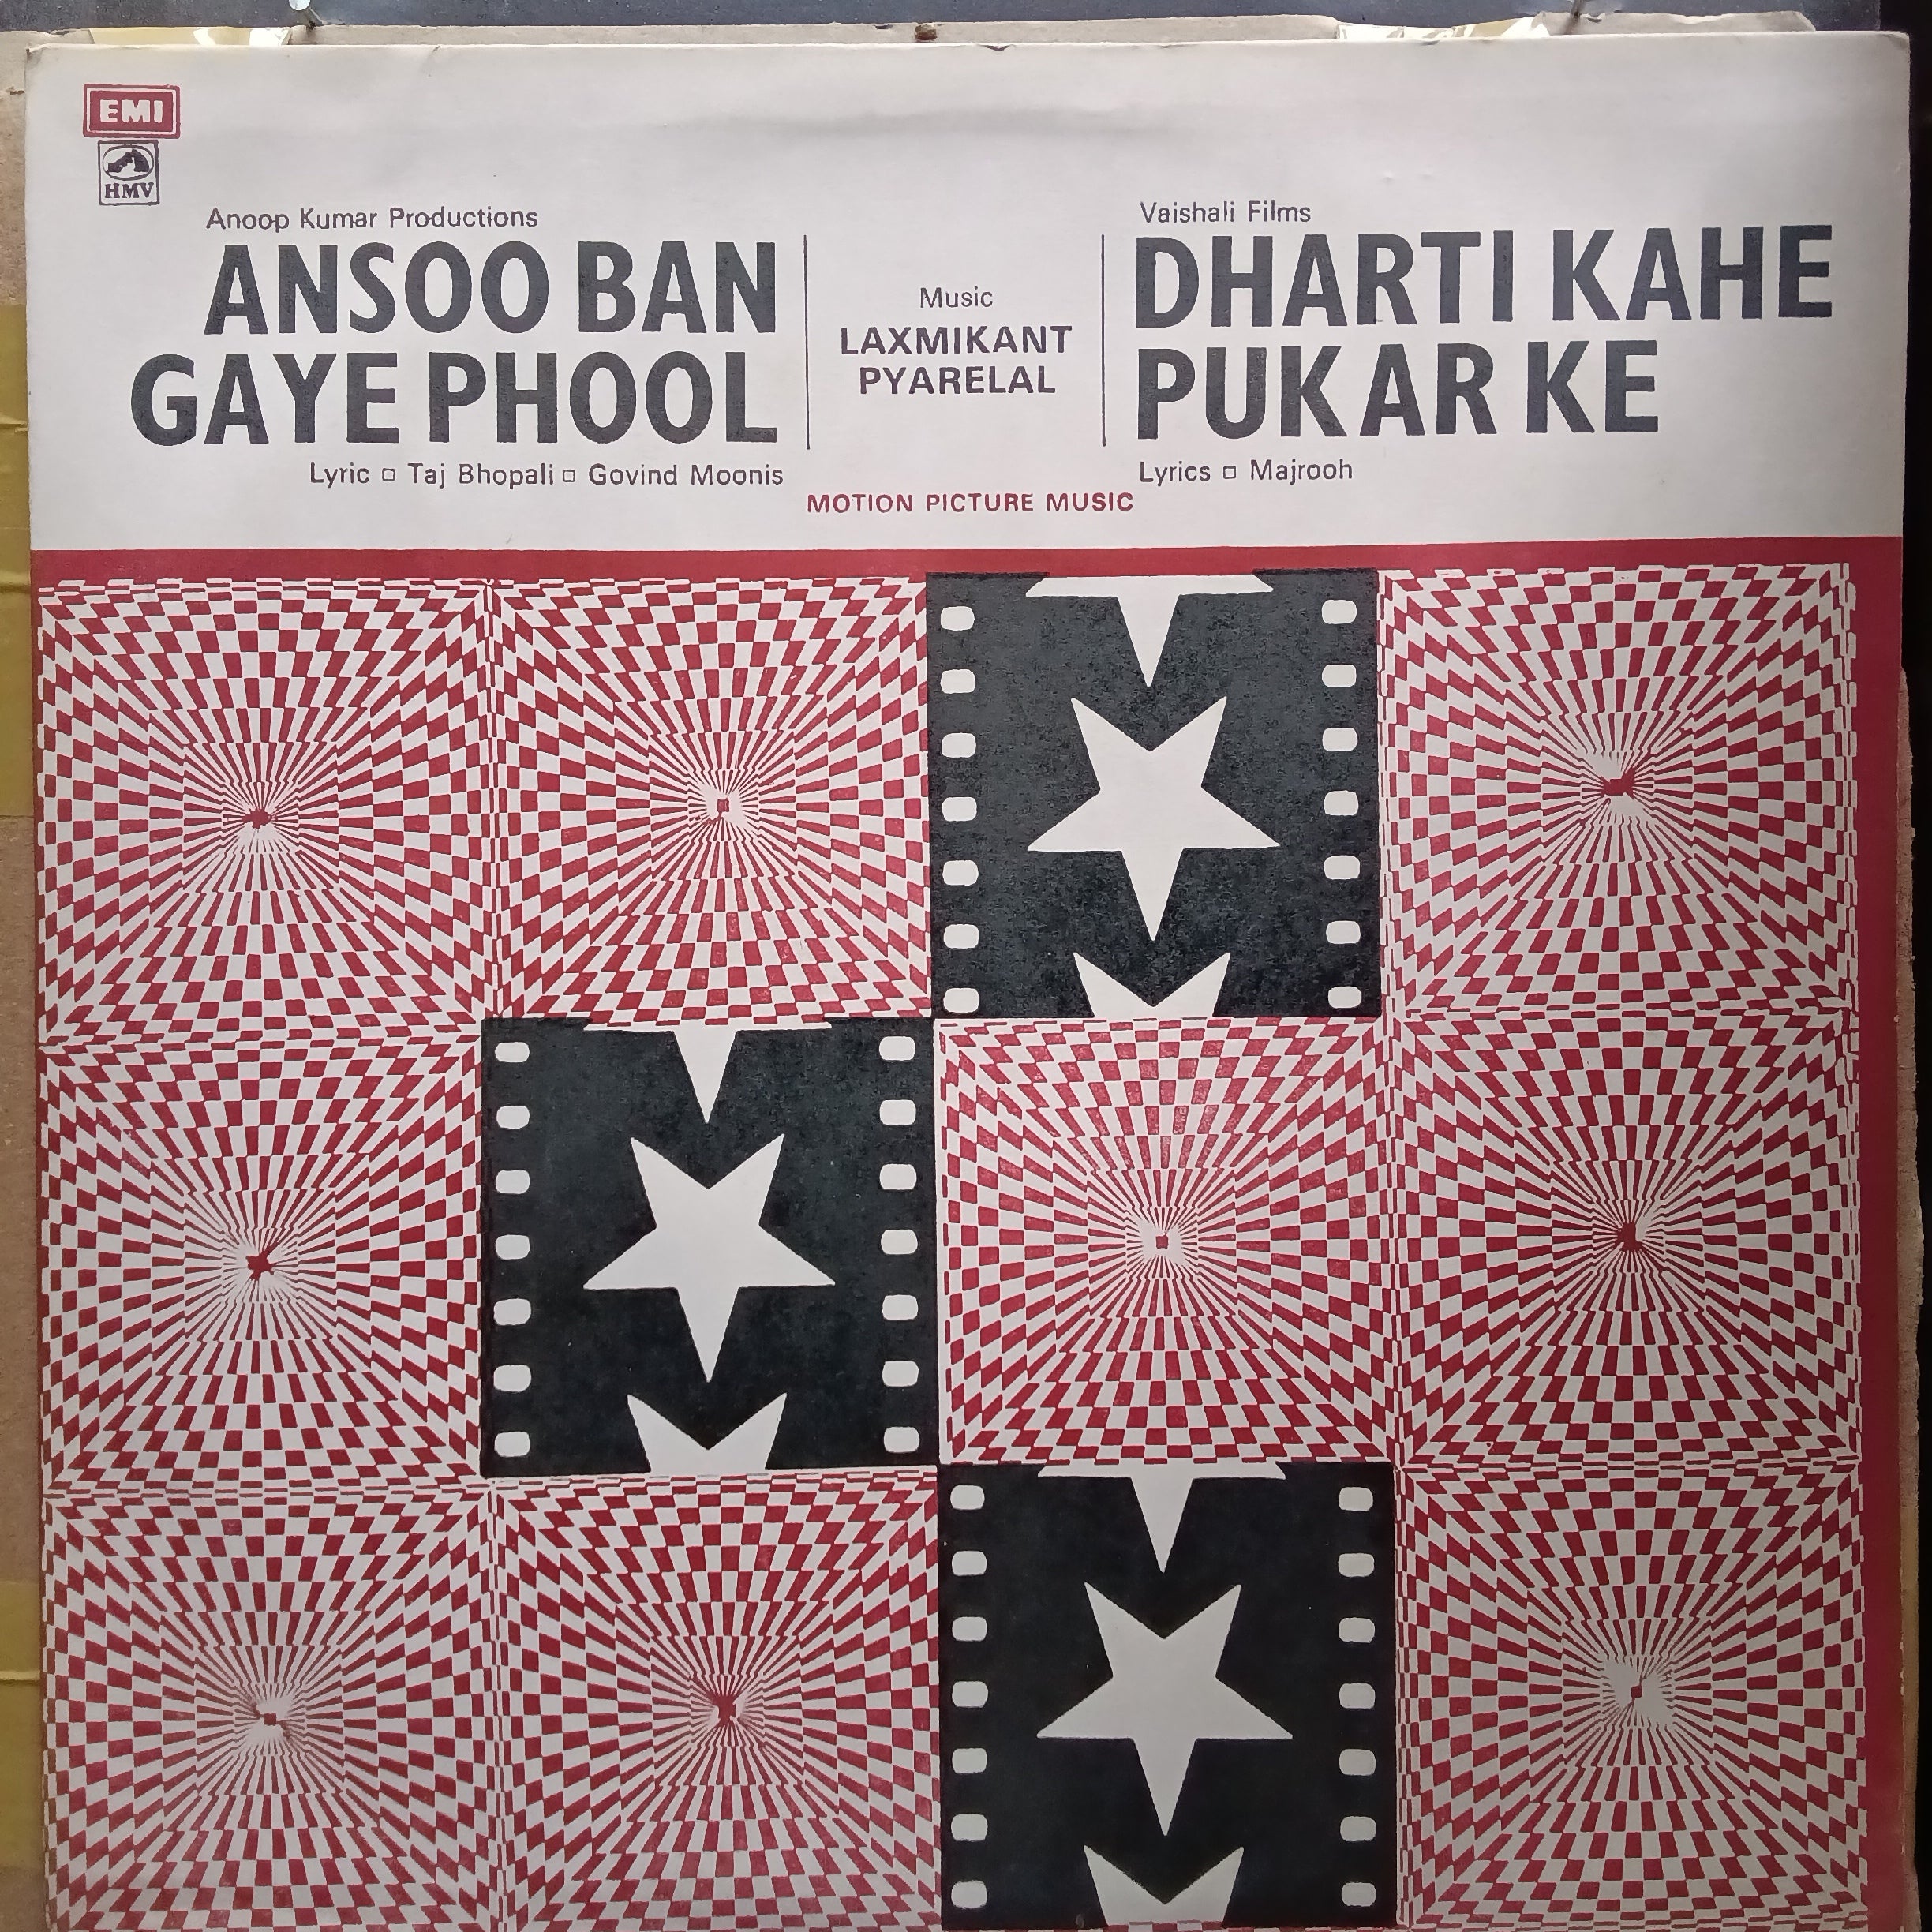 EMI
HMV
Anoop Kumar Productions
ANSOO BAN
GAYE PHOOL
Lyric ▫ Taj Bhopali ▫ Govind Moonis
Music
LAXMIKANT
PYARELAL
Vaishali Films
DHARTI KAHE
PUKAR KE
Lyrics ▫ Majrooh
MOTION PICTURE MUSIC